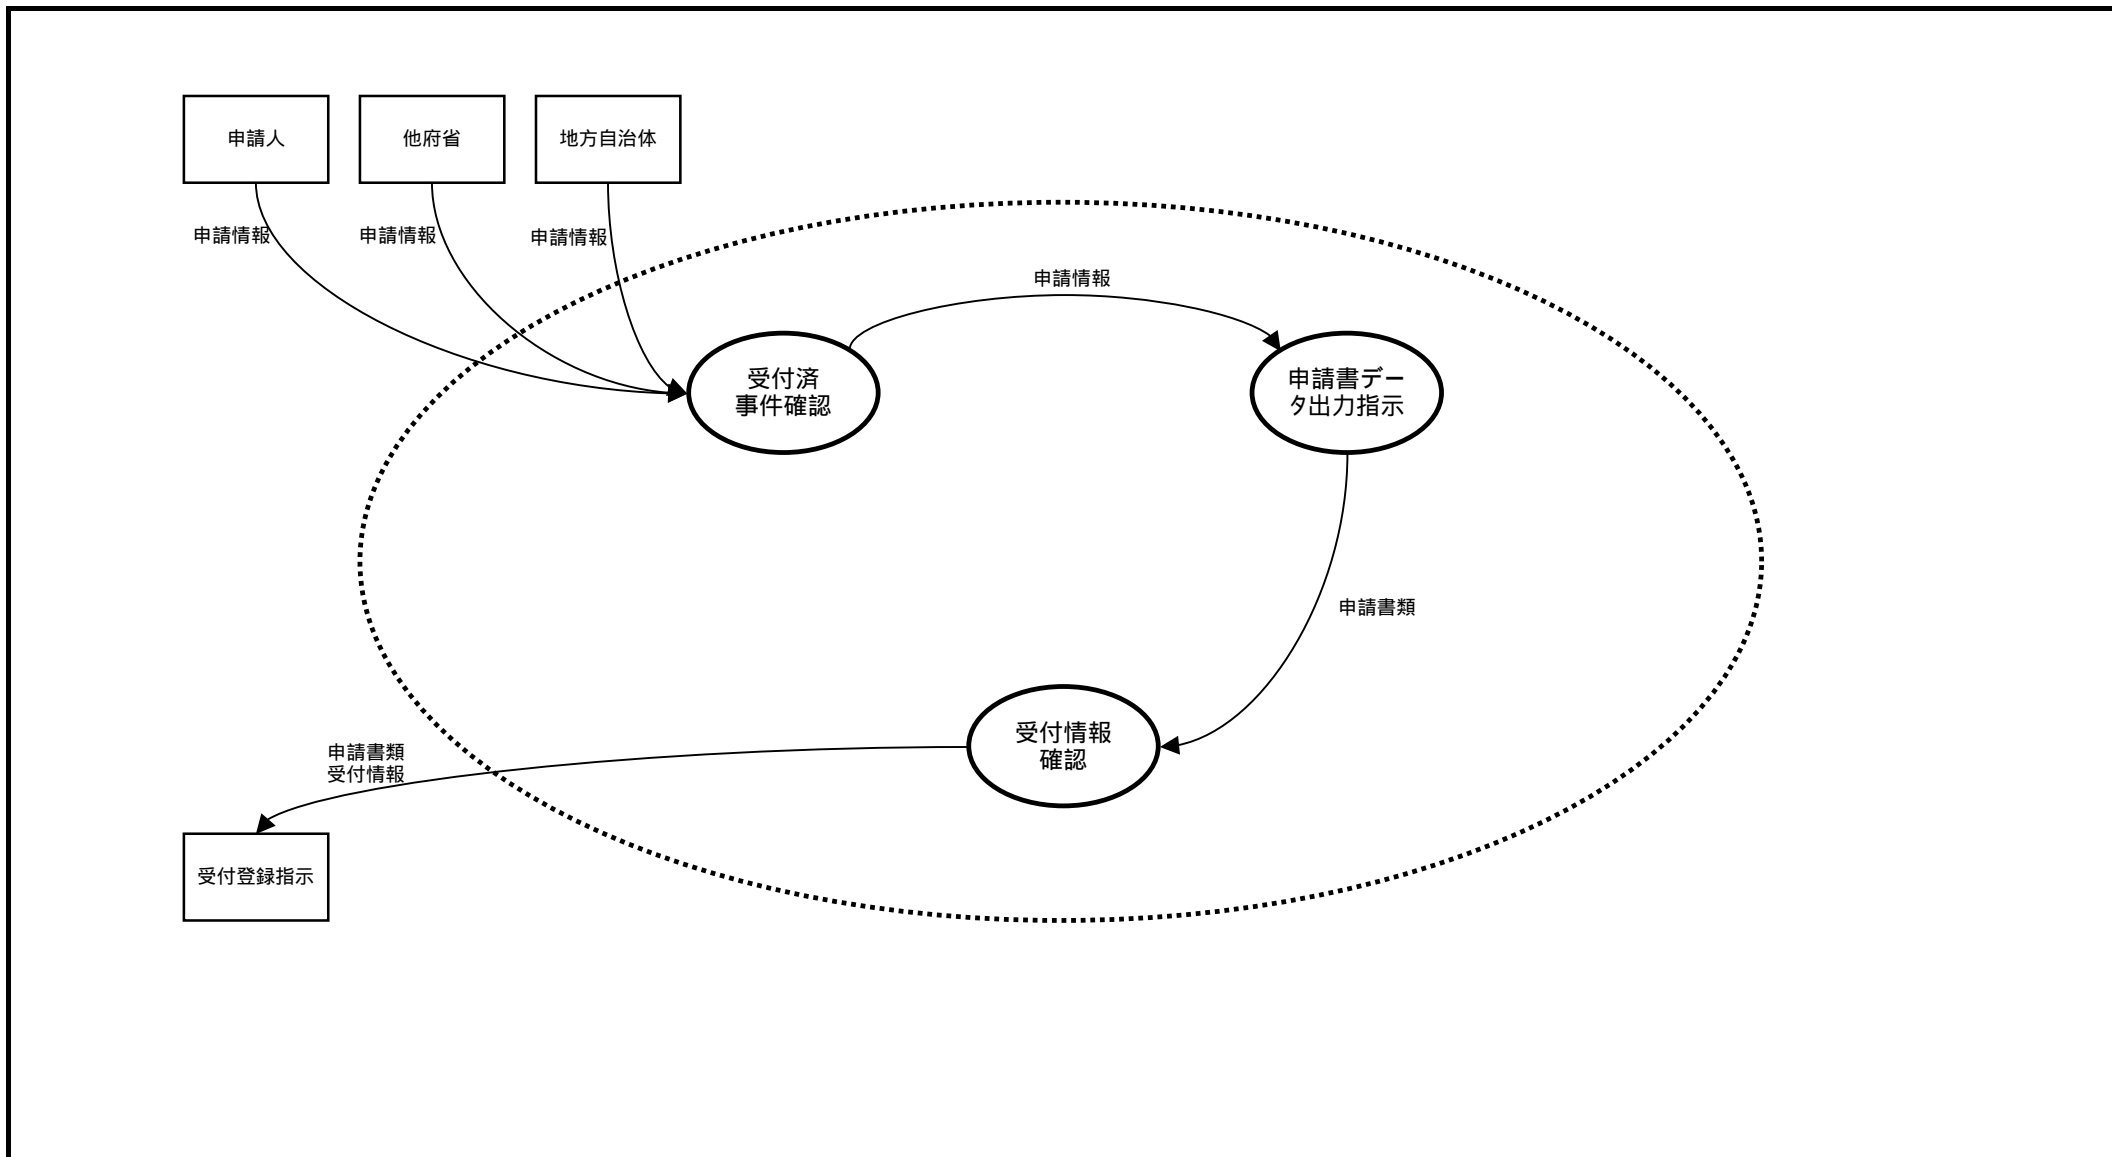 申請人
他府省
地方自治体
申請情報
申請情報
申請情報
申請情報
受付済
事件確認
申請書デー
タ出力指示
申請書類
受付情報
確認
申請書類
受付情報
受付登録指示